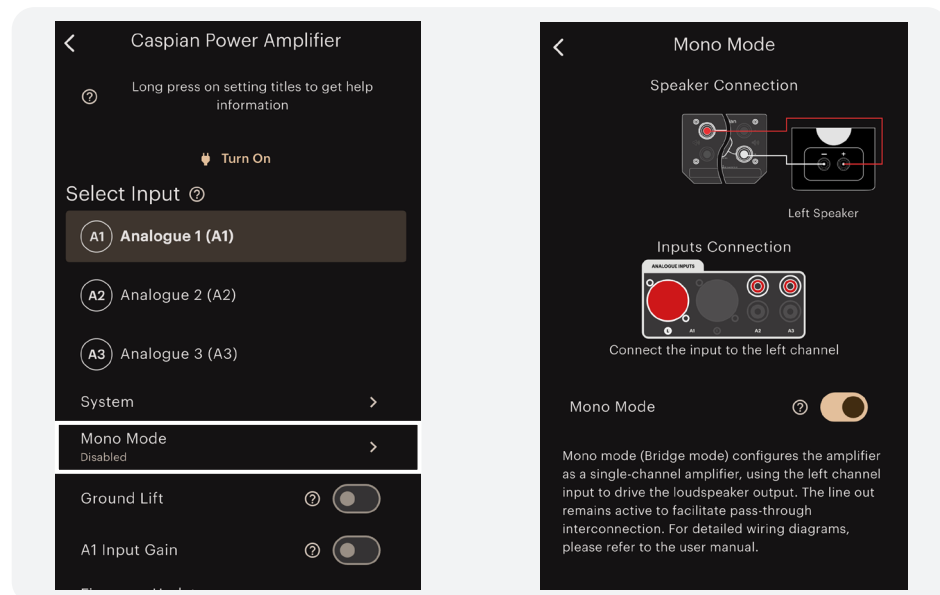 Caspian Power Amplifier
Long press on setting titles to get help
information
Turn On
Select Input
A1 Analogue 1 (A1)
A2 Analogue 2 (A2)
A3 Analogue 3 (A3)
System
Mono Mode
Disabled
Ground Lift
A1 Input Gain
Mono Mode
Speaker Connection
− +
Left Speaker
Inputs Connection
ANALOGUE INPUTS
L A1 A2 A3
Connect the input to the left channel
Mono Mode
Mono mode (Bridge mode) configures the amplifier
as a single-channel amplifier, using the left channel
input to drive the loudspeaker output. The line out
remains active to facilitate pass-through
interconnection. For detailed wiring diagrams,
please refer to the user manual.